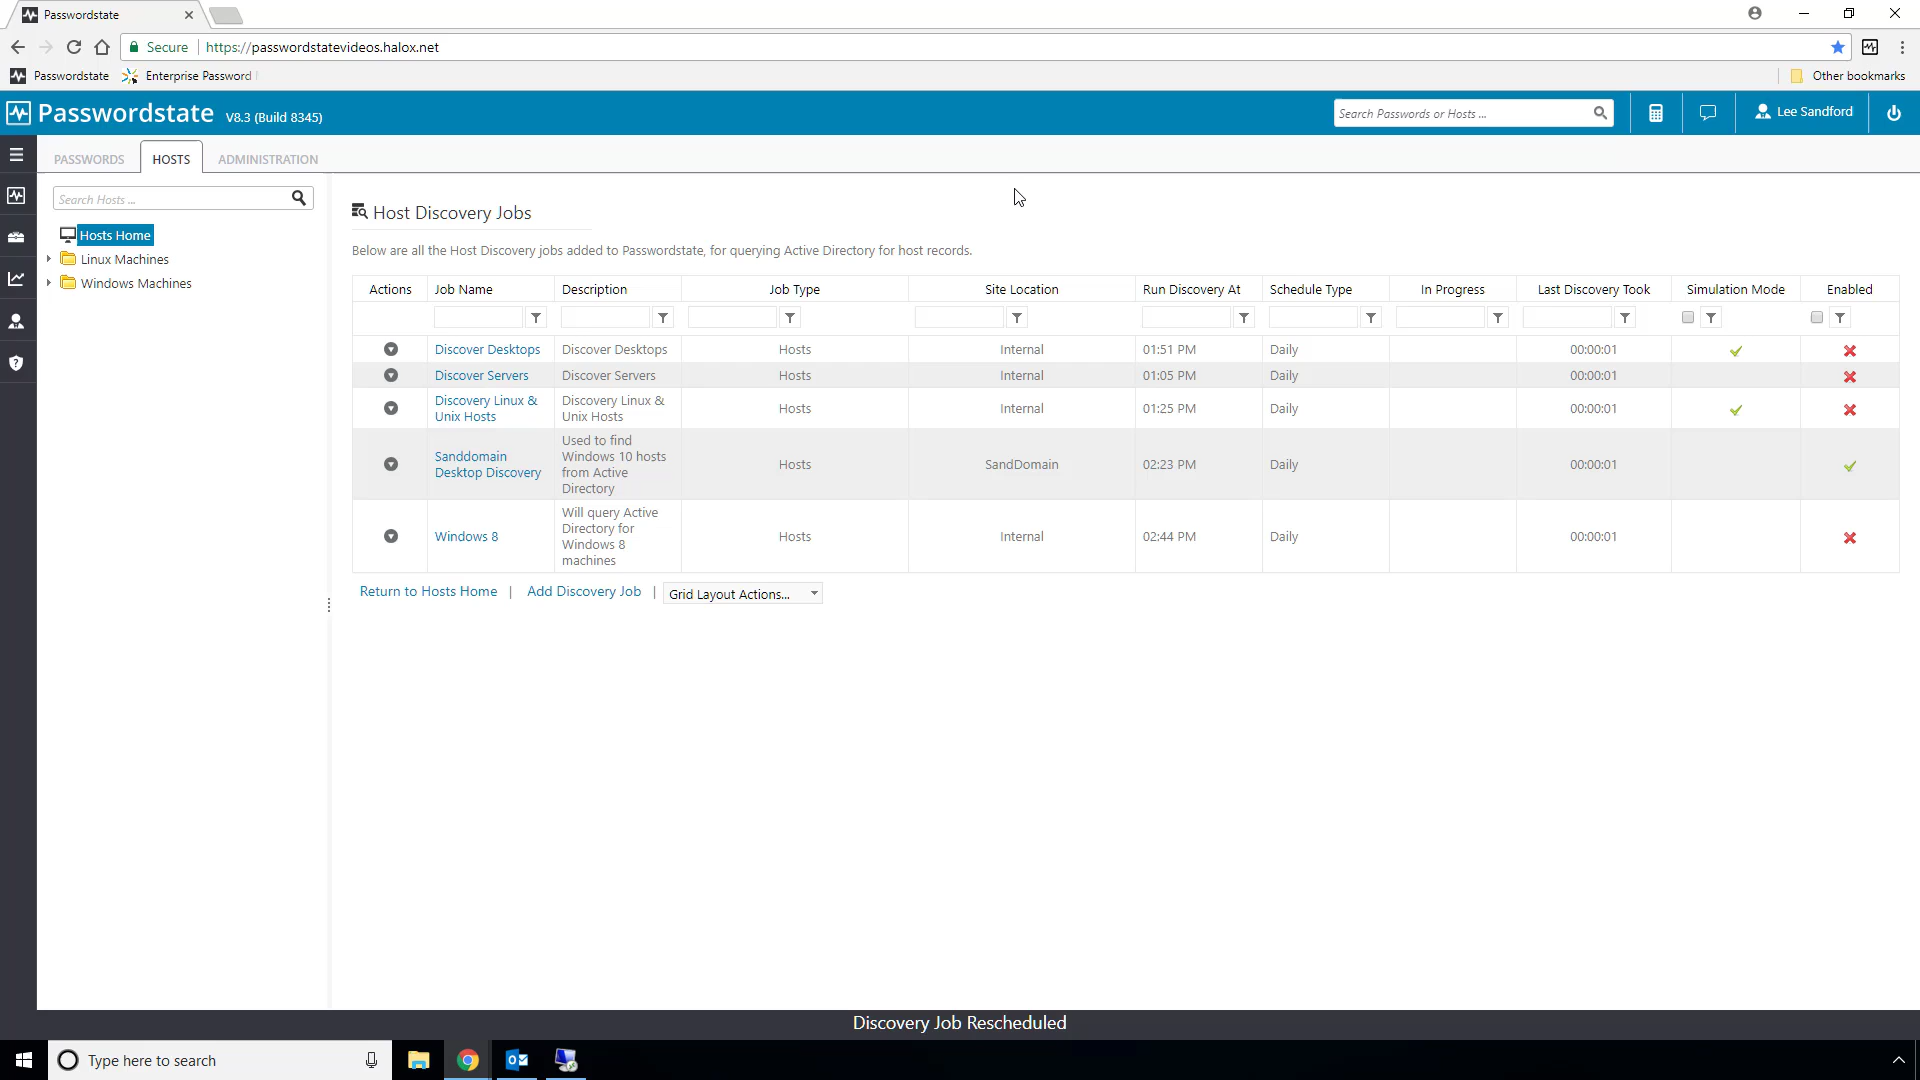 Passwordstate
Secure
https://passwordstatevideos.halox.net
Passwordstate
Enterprise Password
Other bookmarks
Passwordstate V8.3 (Build 8345)
Search Passwords or Hosts ...
Lee Sandford
PASSWORDS
HOSTS
ADMINISTRATION
Search Hosts ...
Hosts Home
Linux Machines
Windows Machines
Host Discovery Jobs
Below are all the Host Discovery jobs added to Passwordstate, for querying Active Directory for host records.
Actions Job Name Description Job Type Site Location Run Discovery At Schedule Type In Progress Last Discovery Took Simulation Mode Enabled
Discover Desktops Discover Desktops Hosts Internal 01:51 PM Daily 00:00:01
Discover Servers Discover Servers Hosts Internal 01:05 PM Daily 00:00:01
Discovery Linux & Discovery Linux &
Unix Hosts Unix Hosts Hosts Internal 01:25 PM Daily 00:00:01
Used to find
Sanddomain Windows 10 hosts
Desktop Discovery from Active Hosts SandDomain 02:23 PM Daily 00:00:01
Directory
Will query Active
Directory for
Windows 8 Windows 8 Hosts Internal 02:44 PM Daily 00:00:01
machines
Return to Hosts Home | Add Discovery Job | Grid Layout Actions...
Discovery Job Rescheduled
Type here to search